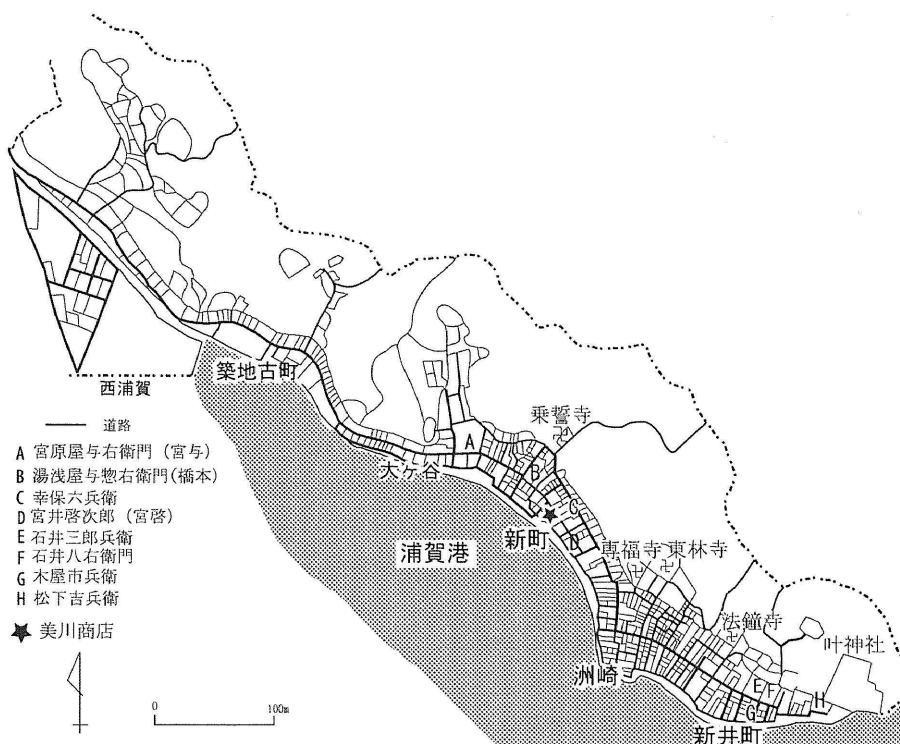 西浦賀
築地古町
道路
A 宮原屋与右衛門（宮与）
B 湯浅屋与惣右衛門（橋本）
C 幸保六兵衛
D 宮井啓次郎（宮啓）
E 石井三郎兵衛
F 石井八右衛門
G 木屋市兵衛
H 松下吉兵衛
★ 美川商店
0 100m
大ヶ谷
A
乗誓寺
B
C
新町
D
浦賀港
専福寺
東林寺
法鐘寺
叶神社
洲崎
E
F
G
H
新井町